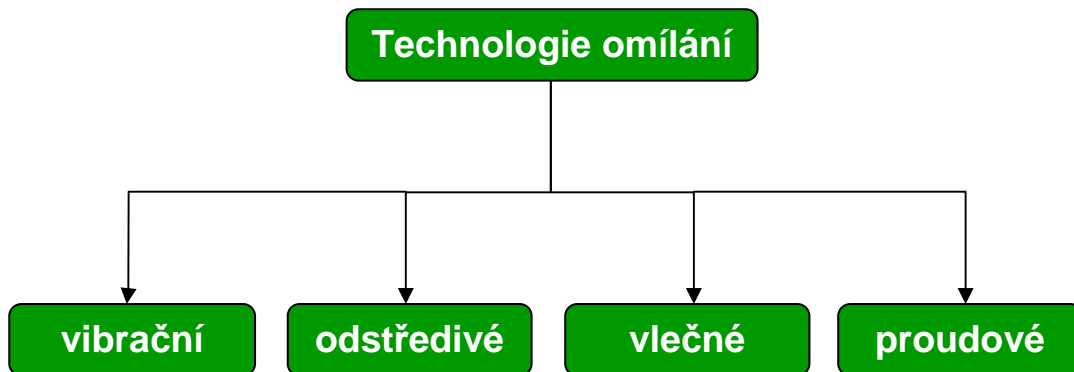 Technologie omílání
vibrační
odstředivé
vlečné
proudové